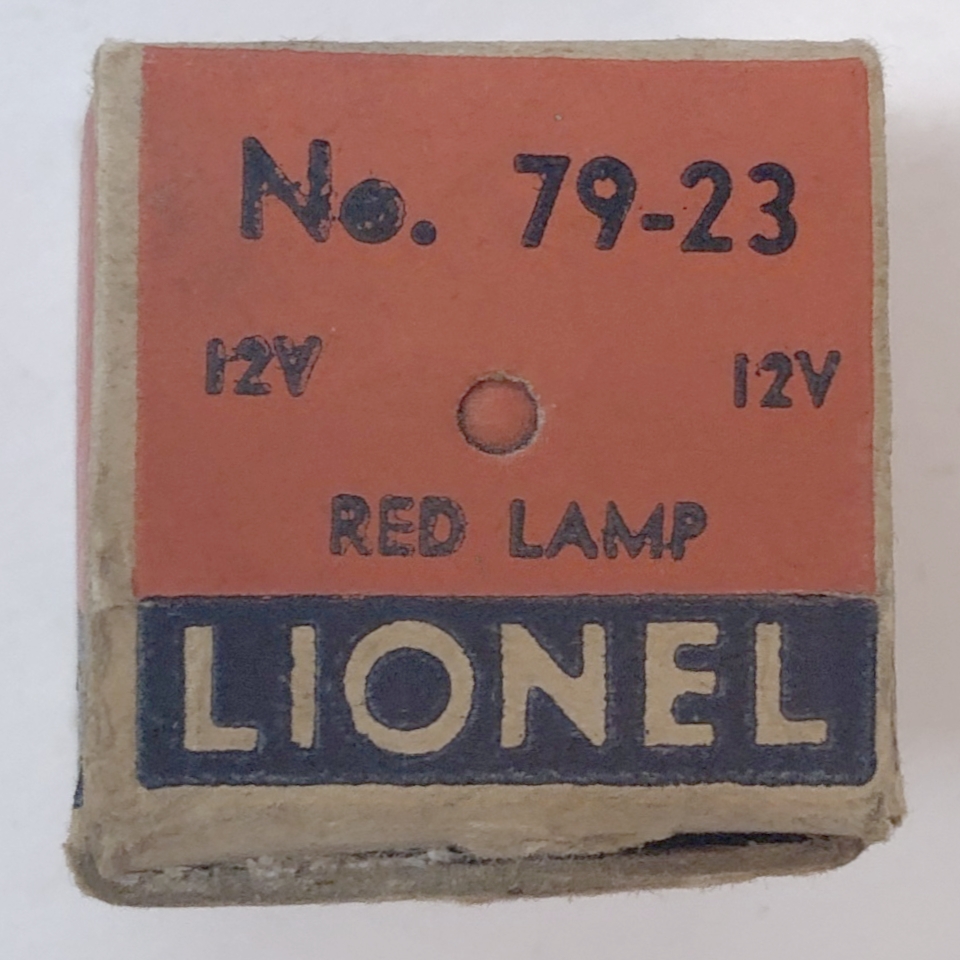 No. 79-23
12V 12V
RED LAMP
LIONEL